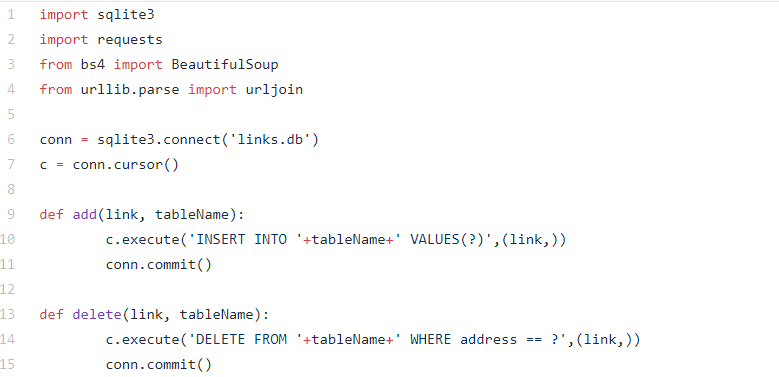 1 import sqlite3
2 import requests
3 from bs4 import BeautifulSoup
4 from urllib.parse import urljoin
5
6 conn = sqlite3.connect('links.db')
7 c = conn.cursor()
8
9 def add(link, tableName):
10 c.execute('INSERT INTO '+tableName+' VALUES(?)',(link,))
11 conn.commit()
12
13 def delete(link, tableName):
14 c.execute('DELETE FROM '+tableName+' WHERE address == ?',(link,))
15 conn.commit()